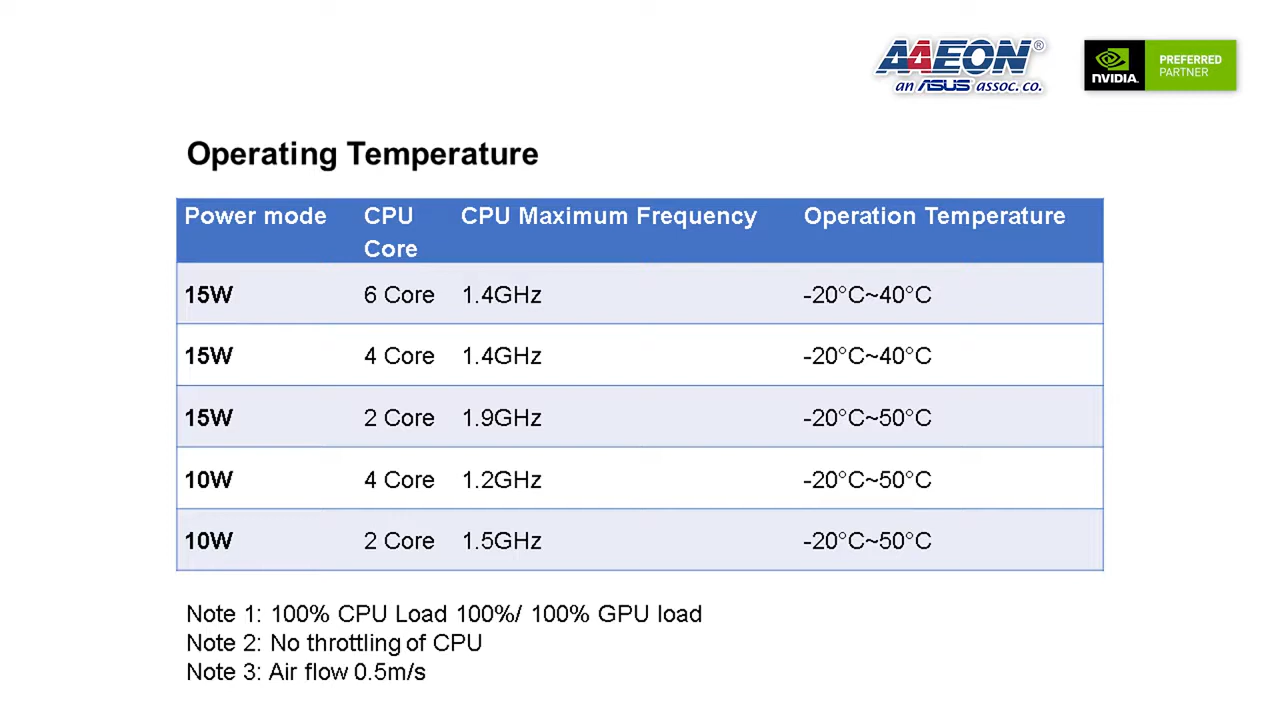 AAEON®
an ASUS assoc. co.
NVIDIA.
PREFERRED
PARTNER
Operating Temperature
Power mode CPU Core CPU Maximum Frequency Operation Temperature
15W 6 Core 1.4GHz -20°C~40°C
15W 4 Core 1.4GHz -20°C~40°C
15W 2 Core 1.9GHz -20°C~50°C
10W 4 Core 1.2GHz -20°C~50°C
10W 2 Core 1.5GHz -20°C~50°C
Note 1: 100% CPU Load 100%/ 100% GPU load
Note 2: No throttling of CPU
Note 3: Air flow 0.5m/s